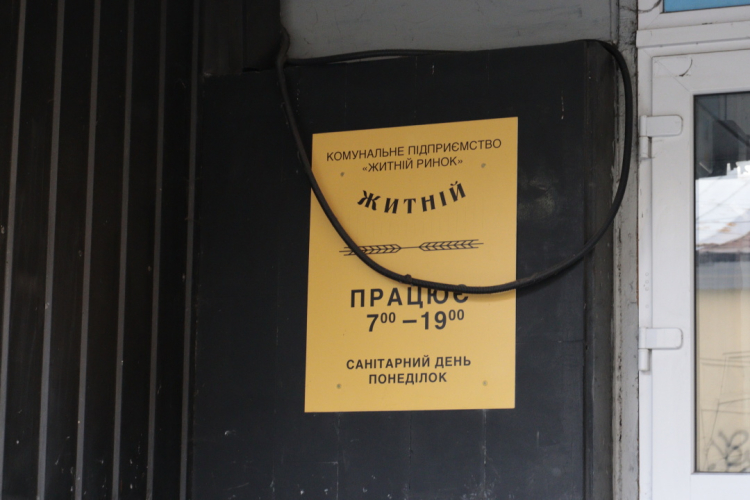 КОМУНАЛЬНЕ ПІДПРИЄМСТВО
«ЖИТНІЙ РИНОК»
ЖИТНІЙ
ПРАЦЮЄ
7⁰⁰ – 19⁰⁰
САНІТАРНИЙ ДЕНЬ
ПОНЕДІЛОК